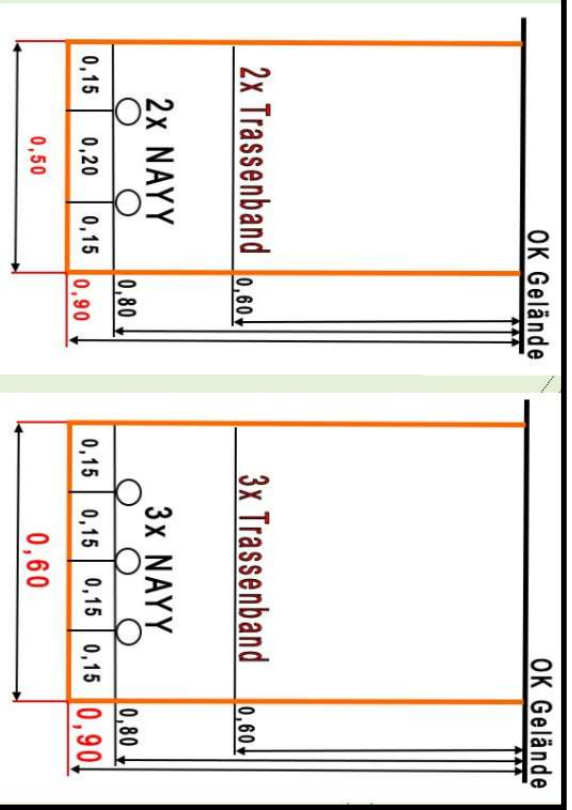 OK Gelände
2x Trassenband
0,60
2x NAYY
0,80
0,15 0,20 0,15
0,90
0,50
OK Gelände
3x Trassenband
0,60
3x NAYY
0,80
0,15 0,15 0,15 0,15
0,90
0,60